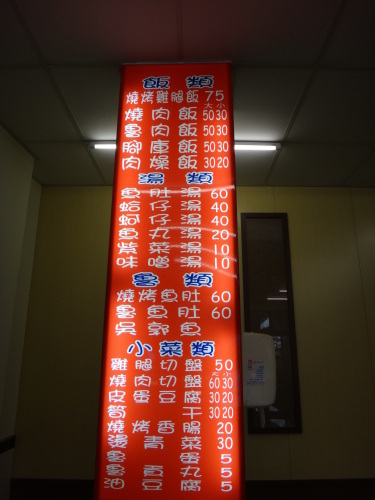 飯類
燒烤雞腿飯 75
大 小
燒肉飯 50 30
魯肉飯 50 30
腳庫飯 50 30
肉燥飯 30 20
湯類
魚肚湯 60
蛤仔湯 40
蚵仔湯 40
魚丸湯 20
紫菜湯 10
味噌湯 10
魯類
燒烤魚肚 60
魯魚肚 60
吳郭魚
小菜類
雞腿切盤 50
大 小
燒肉切盤 60 30
皮蛋豆腐 30 20
筍干 30 20
燒烤香腸 20
燙青菜 30
魯蛋 5
魯貢丸 5
油豆腐 5